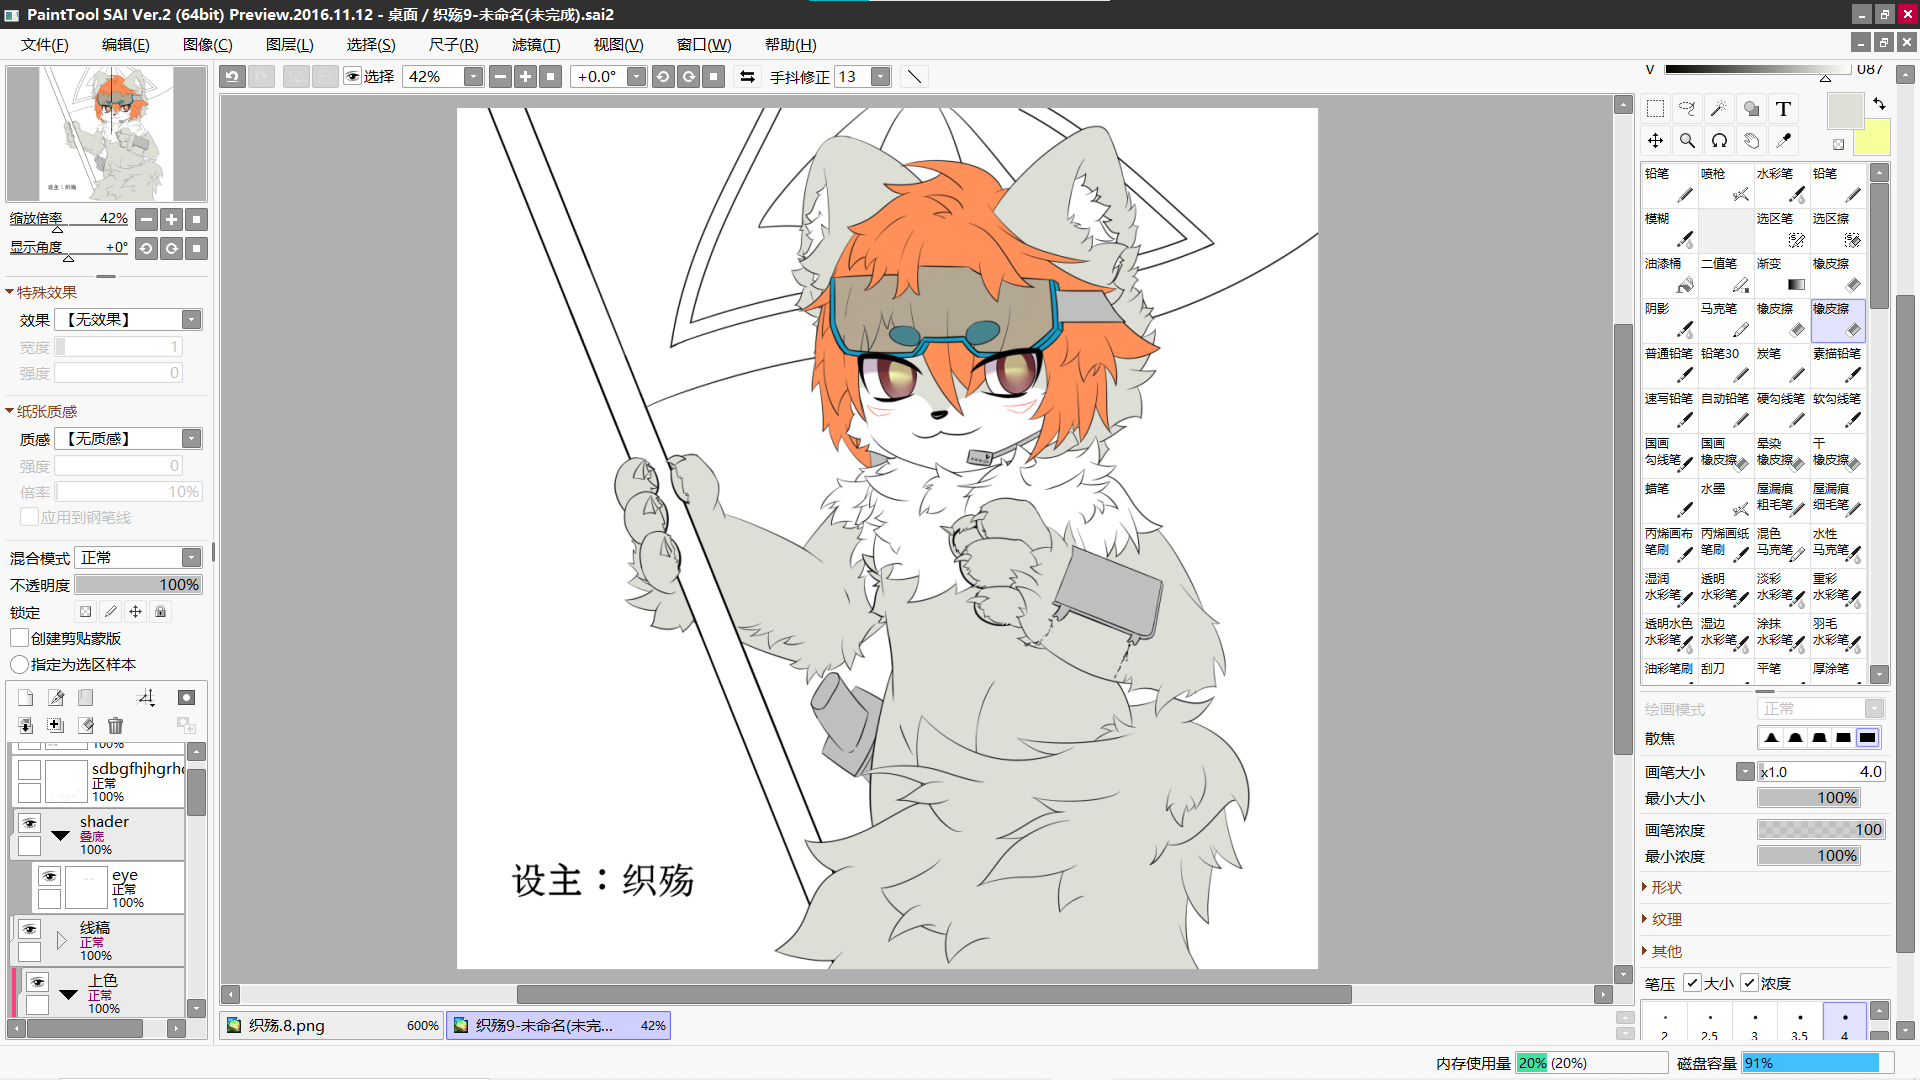 PaintTool SAI Ver.2 (64bit) Preview.2016.11.12 - 桌面 / 织殇9-未命名(未完成).sai2
文件(F) 编辑(E) 图像(C) 图层(L) 选择(S) 尺子(R) 滤镜(T) 视图(V) 窗口(W) 帮助(H)
选择 42% +0.0° 手抖修正 13
V 087
设主：织殇
缩放倍率 42%
显示角度 +0°
特殊效果
效果 【无效果】
宽度 1
强度 0
纸张质感
质感 【无质感】
强度 0
倍率 10%
应用到钢笔线
混合模式 正常
不透明度 100%
锁定
创建剪贴蒙版
指定为选区样本
100%
sdbgfhjhgrh
正常
100%
shader
叠底
100%
eye
正常
100%
线稿
正常
100%
上色
正常
100%
设主：织殇
织殇.8.png 600%
织殇9-未命名(未完... 42%
T
铅笔 喷枪 水彩笔 铅笔
模糊 选区笔 选区擦
油漆桶 二值笔 渐变 橡皮擦
阴影 马克笔 橡皮擦 橡皮擦
普通铅笔 铅笔30 炭笔 素描铅笔
速写铅笔 自动铅笔 硬勾线笔 软勾线笔
国画 国画 晕染 干
勾线笔 橡皮擦 橡皮擦 橡皮擦
蜡笔 水墨 屋漏痕 屋漏痕
粗毛笔 细毛笔
丙烯画布 丙烯画纸 混色 水性
笔刷 笔刷 马克笔 马克笔
湿润 透明 淡彩 重彩
水彩笔 水彩笔 水彩笔 水彩笔
透明水色 湿边 涂抹 羽毛
水彩笔 水彩笔 水彩笔 水彩笔
油彩笔刷 刮刀 平笔 厚涂笔
绘画模式 正常
散焦
画笔大小 x1.0 4.0
最小大小 100%
画笔浓度 100
最小浓度 100%
形状
纹理
其他
笔压 大小 浓度
2 2.5 3 3.5 4
内存使用量 20% (20%) 磁盘容量 91%